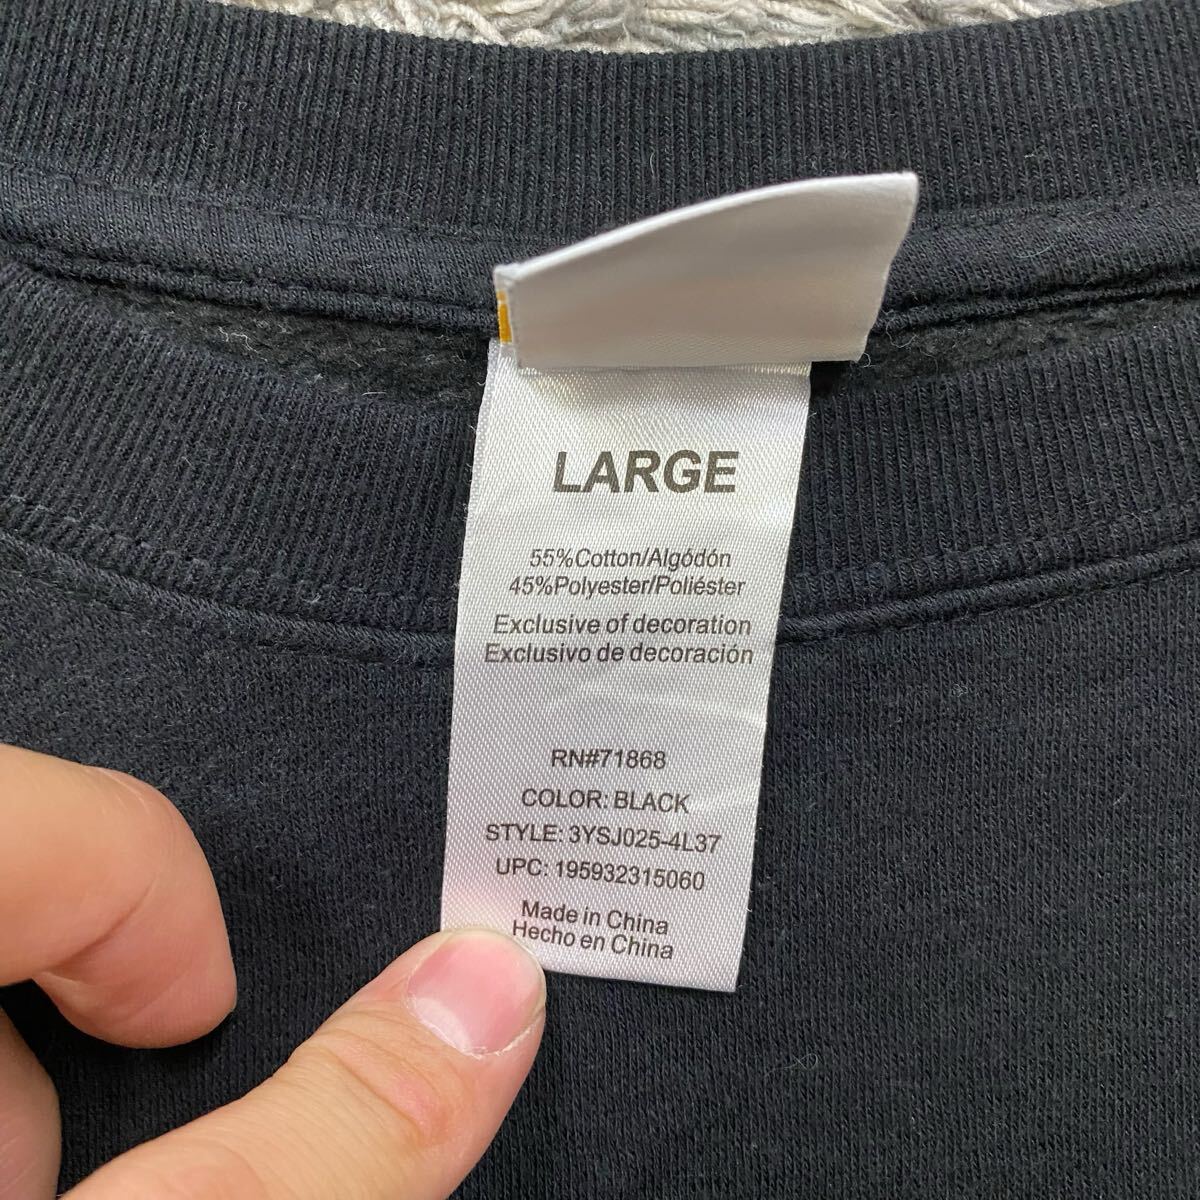 LARGE
55%Cotton/Algódón
45%Polyester/Poliéster
Exclusive of decoration
Exclusivo de decoración
RN#71868
COLOR: BLACK
STYLE: 3YSJ025-4L37
UPC: 195932315060
Made in China
Hecho en China